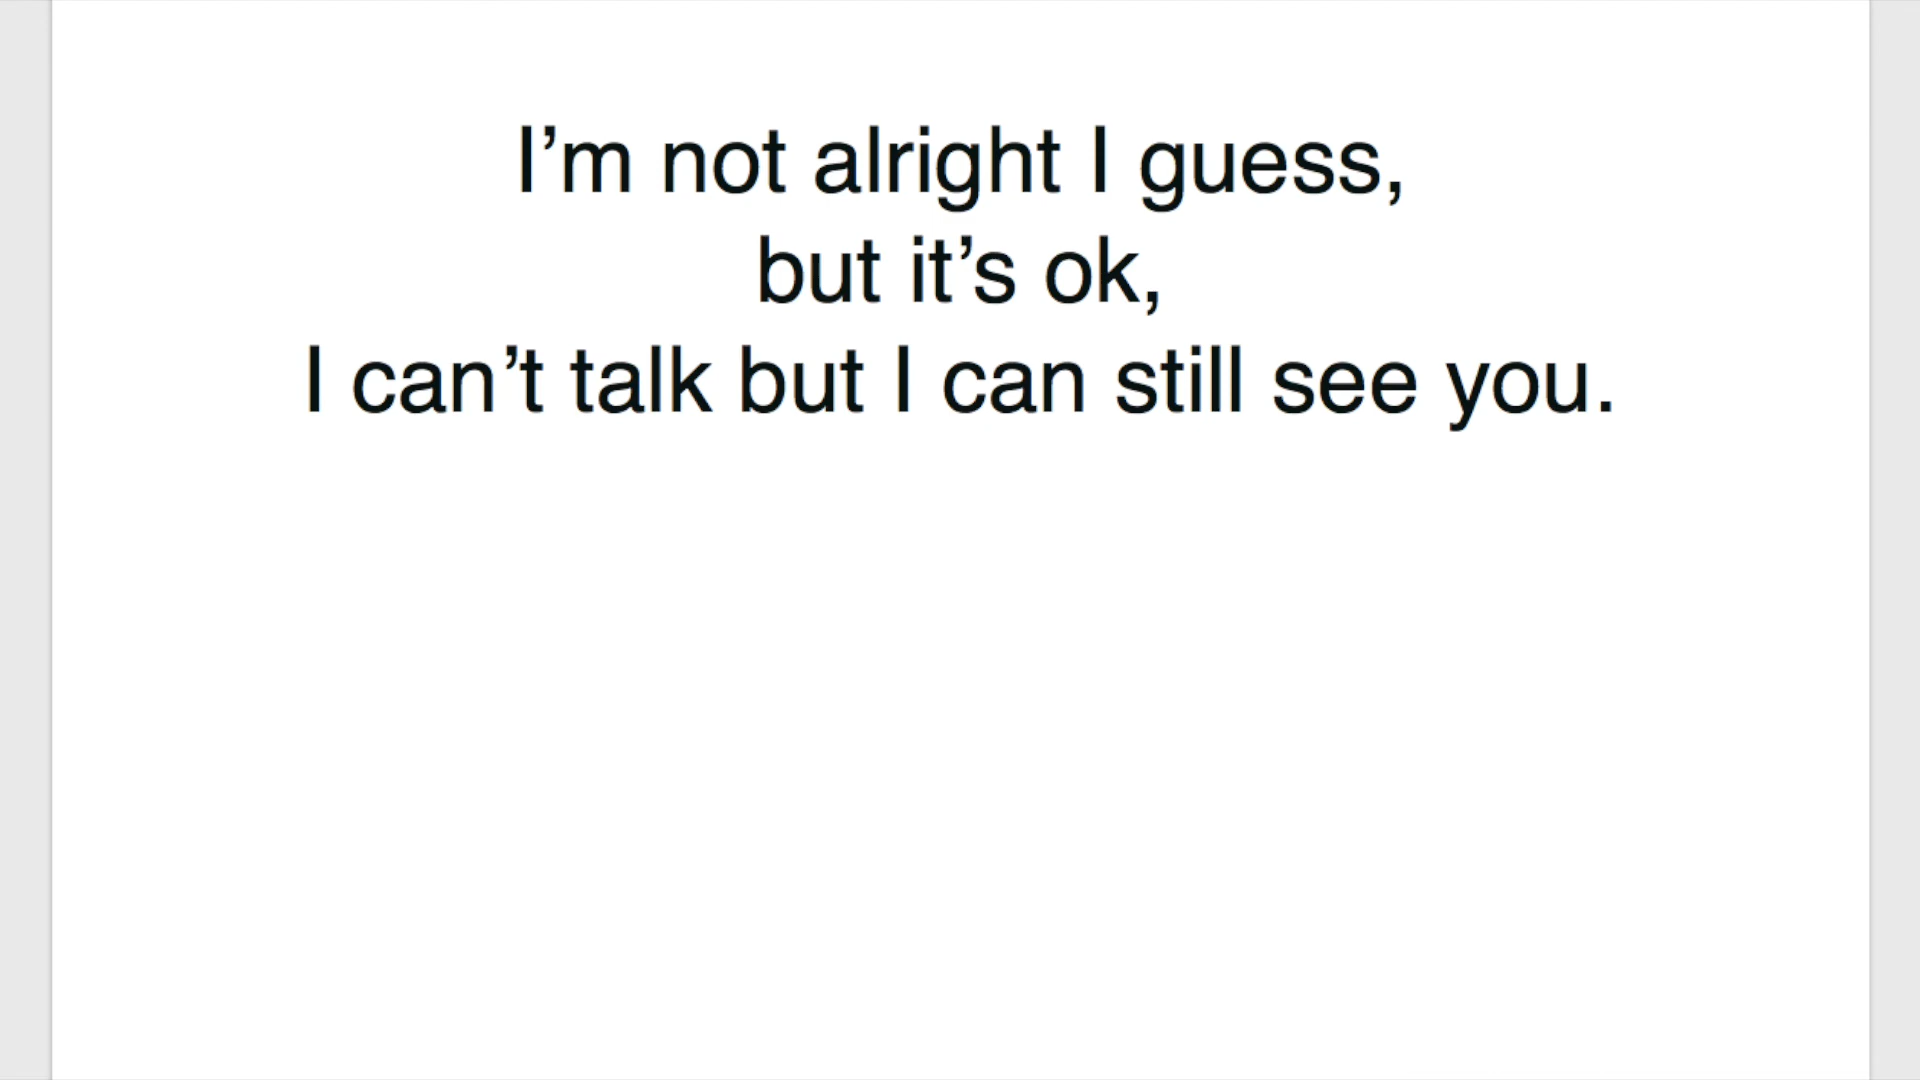 I’m not alright I guess,
but it’s ok,
I can’t talk but I can still see you.